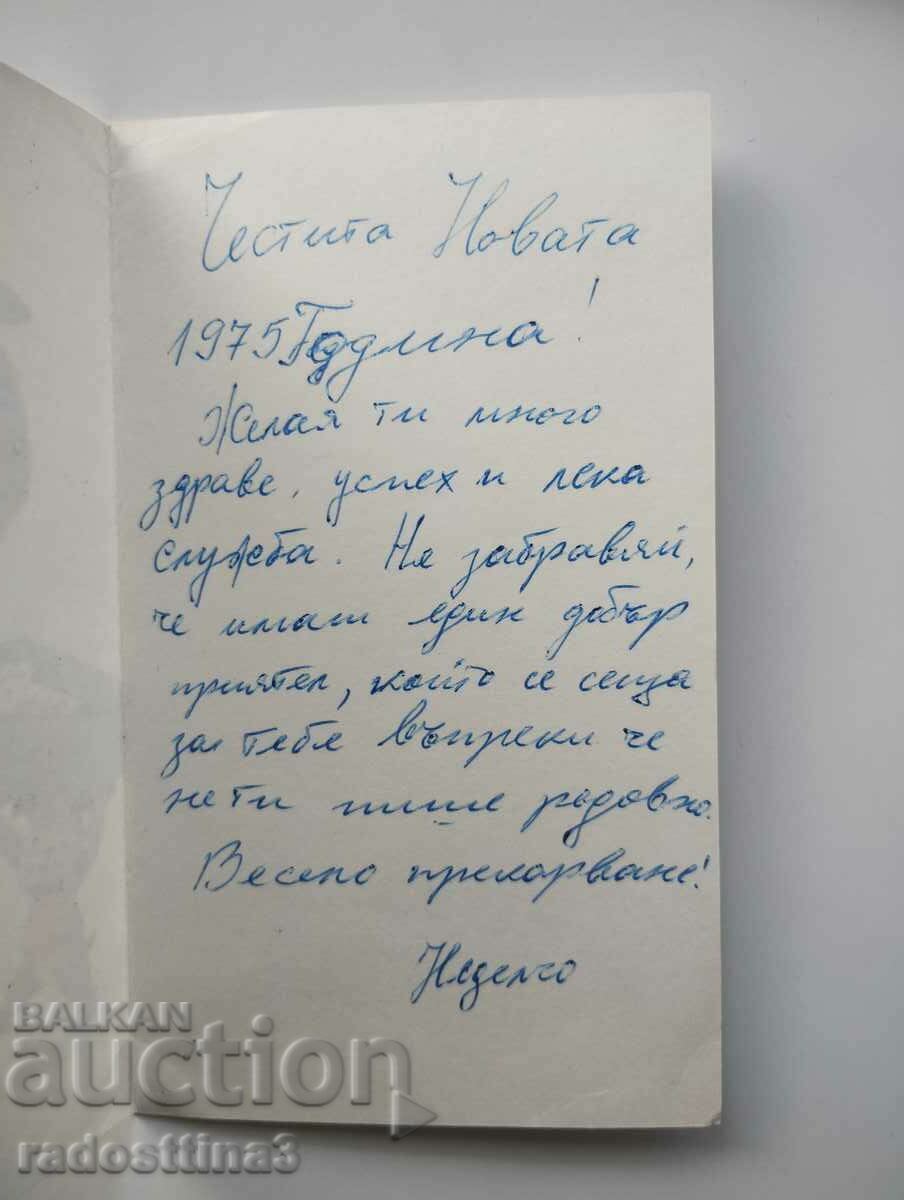 Честита Новата
1975 Година!
Желая ти много
здраве, успех и лека
служба. Не забравяй,
че имаш един добър
приятел, който се сеща
за тебе въпреки че
не ти пише редовно.
Весело прекарване!
Неделчо
BALKAN
auction
radosttina3